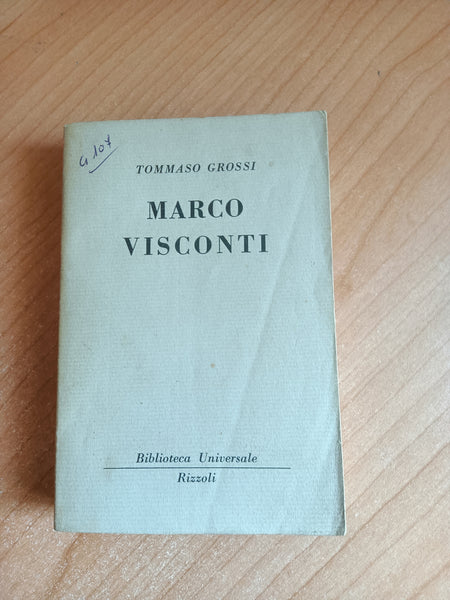 G 107
TOMMASO GROSSI
MARCO
VISCONTI
Biblioteca Universale
Rizzoli